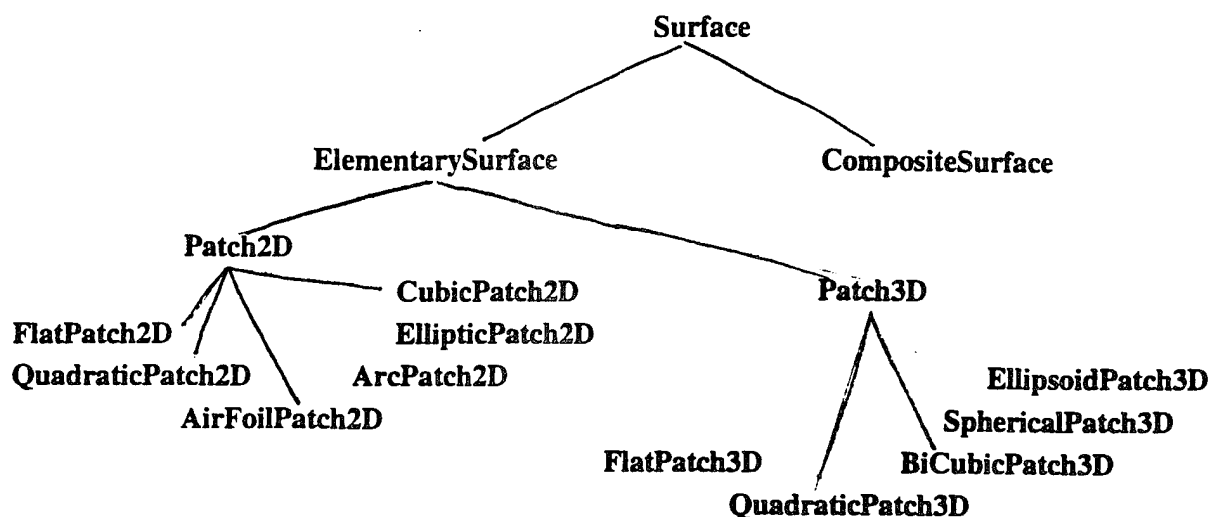 Surface
ElementarySurface
CompositeSurface
Patch2D
CubicPatch2D
Patch3D
FlatPatch2D
EllipticPatch2D
QuadraticPatch2D
ArcPatch2D
EllipsoidPatch3D
AirFoilPatch2D
SphericalPatch3D
FlatPatch3D
BiCubicPatch3D
QuadraticPatch3D